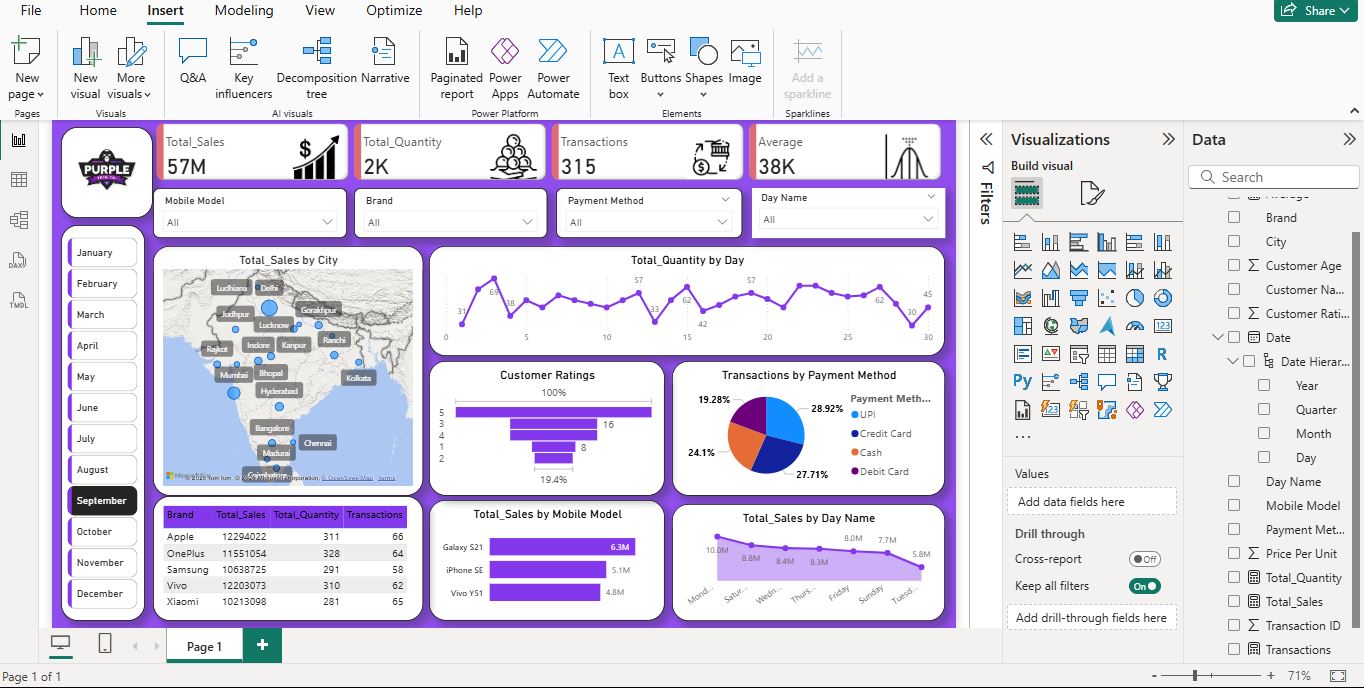 File Home Insert Modeling View Optimize Help
Share
New page
New visual
More visuals
Q&A
Key influencers
Decomposition tree
Narrative
Paginated report
Power Apps
Power Automate
Text box
Buttons
Shapes
Image
Add a sparkline
Pages Visuals AI visuals Power Platform Elements Sparklines
PURPLE
Total_Sales
57M
Total_Quantity
2K
Transactions
315
Average
38K
Mobile Model
All
Brand
All
Payment Method
All
Day Name
All
January
February
March
April
May
June
July
August
September
October
November
December
Total_Sales by City
Ludhiana
Delhi
Jodhpur
Gorakhpur
Lucknow
Rajkot
Indore
Kanpur
Ranchi
Mumbai
Bhopal
Kolkata
Hyderabad
Bangalore
Chennai
Madurai
Total_Quantity by Day
31 69 38 57 33 62 42 57 62 30 45
0 5 10 15 20 25 30
Customer Ratings
100%
5
3 16
4
1 8
2
19.4%
Transactions by Payment Method
19.28%
28.92%
24.1%
27.71%
Payment Meth...
UPI
Credit Card
Cash
Debit Card
Brand Total_Sales Total_Quantity Transactions
Apple 12294022 311 66
OnePlus 11551054 328 64
Samsung 10638725 291 58
Vivo 12203073 310 62
Xiaomi 10213098 281 65
Total_Sales by Mobile Model
Galaxy S21 6.3M
iPhone SE 5.1M
Vivo Y51 4.8M
Total_Sales by Day Name
10.0M 8.8M 8.4M 8.3M 8.0M 7.7M 5.8M
Mond... Satur... Wedn... Thurs... Friday Sunday Tuesd...
Filters
Visualizations
Build visual
Values
Add data fields here
Drill through
Cross-report Off
Keep all filters On
Add drill-through fields here
Data
Search
Average
Brand
City
Customer Age
Customer Na...
Customer Rati...
Date
Date Hierar...
Year
Quarter
Month
Day
Day Name
Mobile Model
Payment Met...
Price Per Unit
Total_Quantity
Total_Sales
Transaction ID
Transactions
DAX
TMDL
Page 1
Page 1 of 1
- + 71%